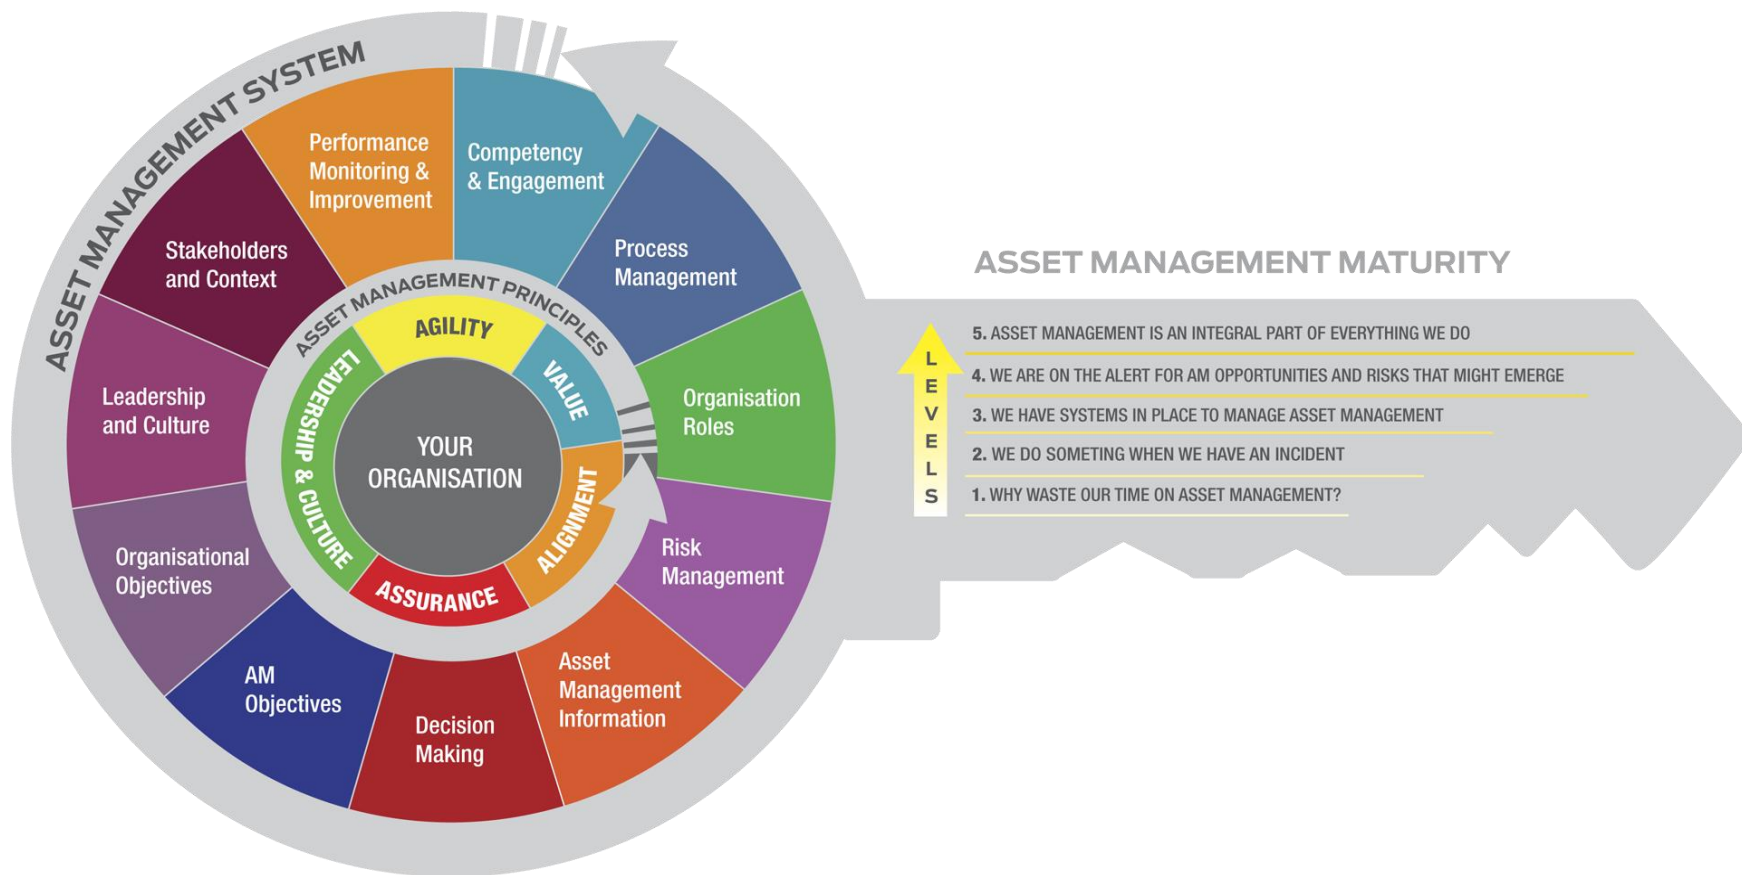 ASSET MANAGEMENT SYSTEM
Performance
Monitoring &
Improvement
Competency
& Engagement
Process
Management
Organisation
Roles
Risk
Management
Asset
Management
Information
Decision
Making
AM
Objectives
Organisational
Objectives
Leadership
and Culture
Stakeholders
and Context
ASSET MANAGEMENT PRINCIPLES
AGILITY
VALUE
ALIGNMENT
ASSURANCE
LEADERSHIP & CULTURE
YOUR
ORGANISATION
ASSET MANAGEMENT MATURITY
LEVELS
5. ASSET MANAGEMENT IS AN INTEGRAL PART OF EVERYTHING WE DO
4. WE ARE ON THE ALERT FOR AM OPPORTUNITIES AND RISKS THAT MIGHT EMERGE
3. WE HAVE SYSTEMS IN PLACE TO MANAGE ASSET MANAGEMENT
2. WE DO SOMETING WHEN WE HAVE AN INCIDENT
1. WHY WASTE OUR TIME ON ASSET MANAGEMENT?